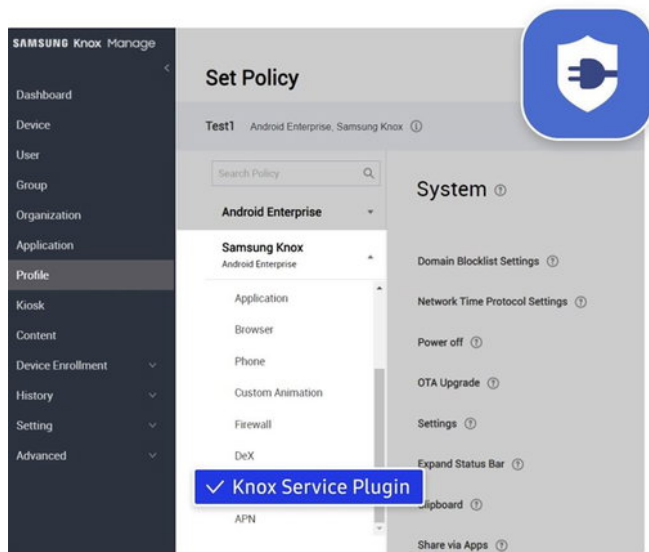 SAMSUNG Knox Manage
<
Dashboard
Device
User
Group
Organization
Application
Profile
Kiosk
Content
Device Enrollment
History
Setting
Advanced
Set Policy
Test1 Android Enterprise, Samsung Knox
Search Policy
Android Enterprise
Samsung Knox
Android Enterprise
Application
Browser
Phone
Custom Animation
Firewall
DeX
Knox Service Plugin
APN
System
Domain Blocklist Settings
Network Time Protocol Settings
Power off
OTA Upgrade
Settings
Expand Status Bar
Clipboard
Share via Apps